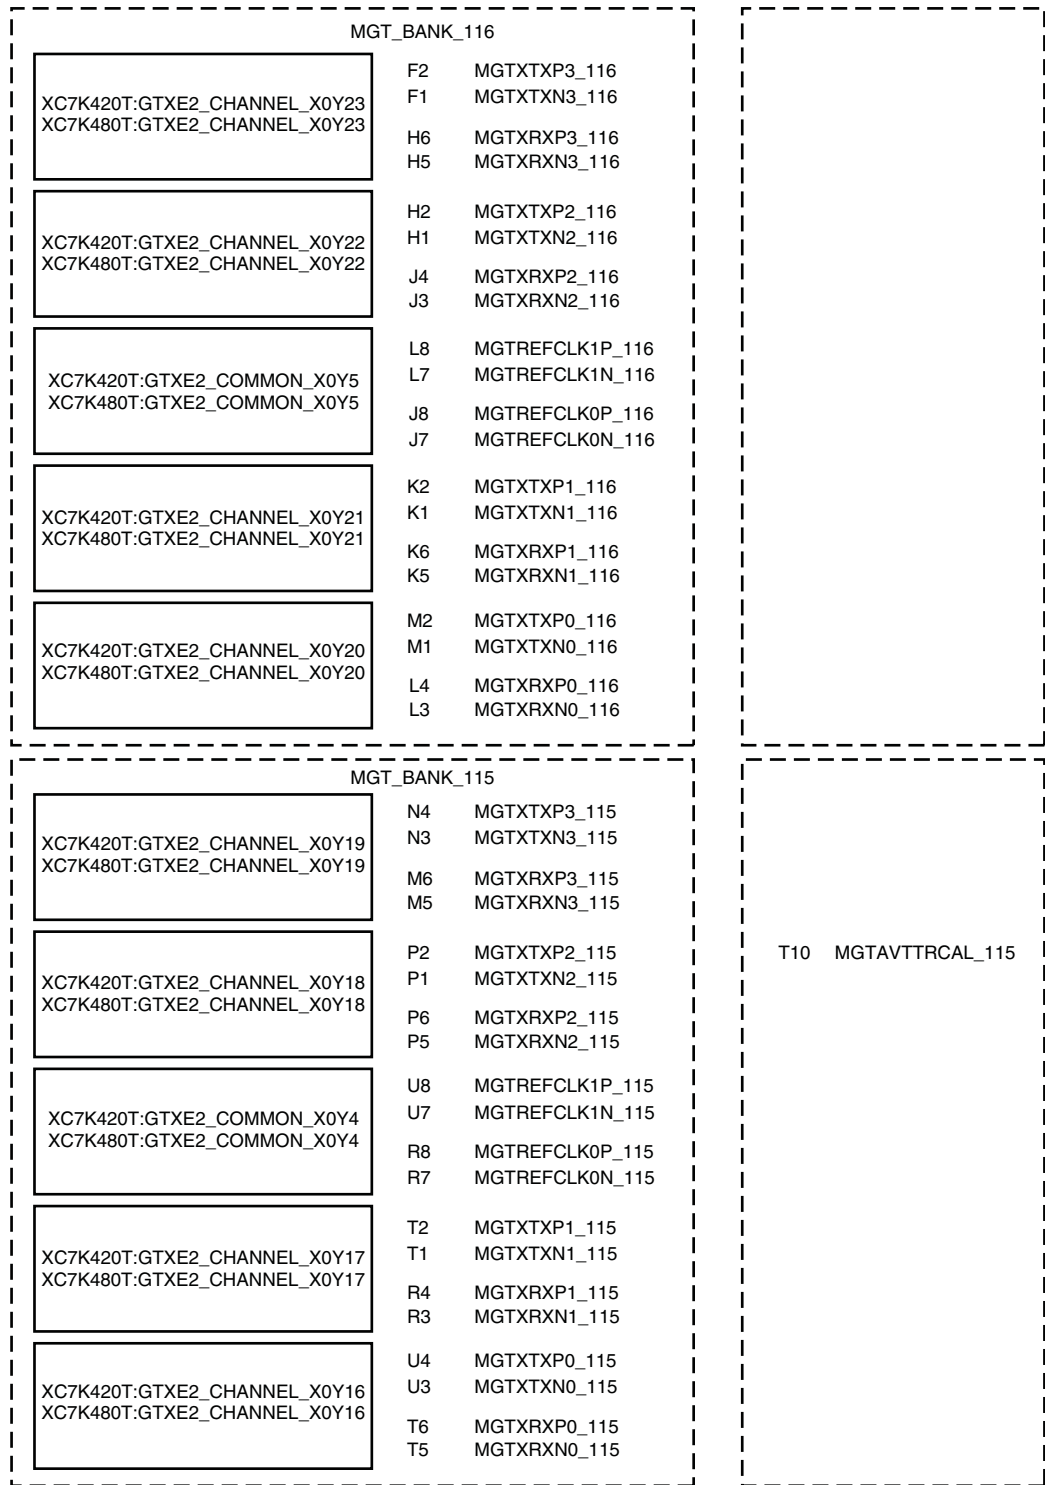 MGT_BANK_116
XC7K420T:GTXE2_CHANNEL_X0Y23
XC7K480T:GTXE2_CHANNEL_X0Y23
F2 MGTXTXP3_116
F1 MGTXTXN3_116
H6 MGTXRXP3_116
H5 MGTXRXN3_116
XC7K420T:GTXE2_CHANNEL_X0Y22
XC7K480T:GTXE2_CHANNEL_X0Y22
H2 MGTXTXP2_116
H1 MGTXTXN2_116
J4 MGTXRXP2_116
J3 MGTXRXN2_116
XC7K420T:GTXE2_COMMON_X0Y5
XC7K480T:GTXE2_COMMON_X0Y5
L8 MGTREFCLK1P_116
L7 MGTREFCLK1N_116
J8 MGTREFCLK0P_116
J7 MGTREFCLK0N_116
XC7K420T:GTXE2_CHANNEL_X0Y21
XC7K480T:GTXE2_CHANNEL_X0Y21
K2 MGTXTXP1_116
K1 MGTXTXN1_116
K6 MGTXRXP1_116
K5 MGTXRXN1_116
XC7K420T:GTXE2_CHANNEL_X0Y20
XC7K480T:GTXE2_CHANNEL_X0Y20
M2 MGTXTXP0_116
M1 MGTXTXN0_116
L4 MGTXRXP0_116
L3 MGTXRXN0_116
MGT_BANK_115
XC7K420T:GTXE2_CHANNEL_X0Y19
XC7K480T:GTXE2_CHANNEL_X0Y19
N4 MGTXTXP3_115
N3 MGTXTXN3_115
M6 MGTXRXP3_115
M5 MGTXRXN3_115
XC7K420T:GTXE2_CHANNEL_X0Y18
XC7K480T:GTXE2_CHANNEL_X0Y18
P2 MGTXTXP2_115
P1 MGTXTXN2_115
P6 MGTXRXP2_115
P5 MGTXRXN2_115
XC7K420T:GTXE2_COMMON_X0Y4
XC7K480T:GTXE2_COMMON_X0Y4
U8 MGTREFCLK1P_115
U7 MGTREFCLK1N_115
R8 MGTREFCLK0P_115
R7 MGTREFCLK0N_115
XC7K420T:GTXE2_CHANNEL_X0Y17
XC7K480T:GTXE2_CHANNEL_X0Y17
T2 MGTXTXP1_115
T1 MGTXTXN1_115
R4 MGTXRXP1_115
R3 MGTXRXN1_115
XC7K420T:GTXE2_CHANNEL_X0Y16
XC7K480T:GTXE2_CHANNEL_X0Y16
U4 MGTXTXP0_115
U3 MGTXTXN0_115
T6 MGTXRXP0_115
T5 MGTXRXN0_115
T10 MGTAVTTRCAL_115